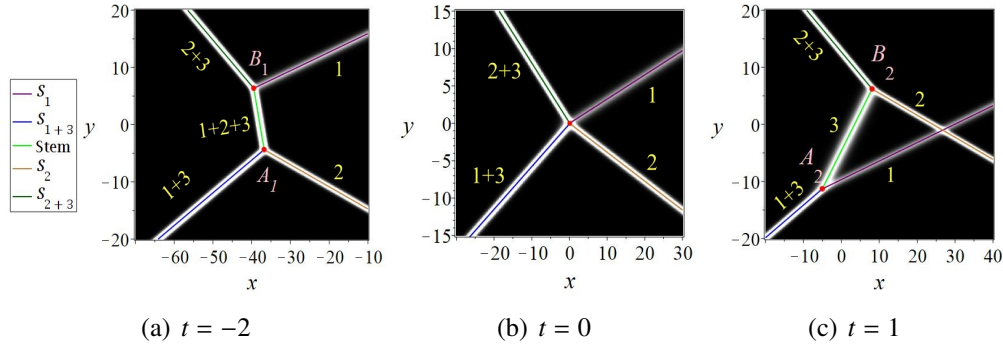 S1
S1+3
Stem
S2
S2+3
y
20
10
0
−10
−20
−60 −50 −40 −30 −20 −10
x
2+3
B1
1
1+2+3
1+3
A1
2
(a) t = −2
y
15
10
5
0
−5
−10
−15
−20 −10 0 10 20 30
x
2+3
1
1+3
2
(b) t = 0
y
20
10
0
−10
−20
−20 −10 0 10 20 30 40
x
2+3
B2
2
3
A2
1
1+3
(c) t = 1